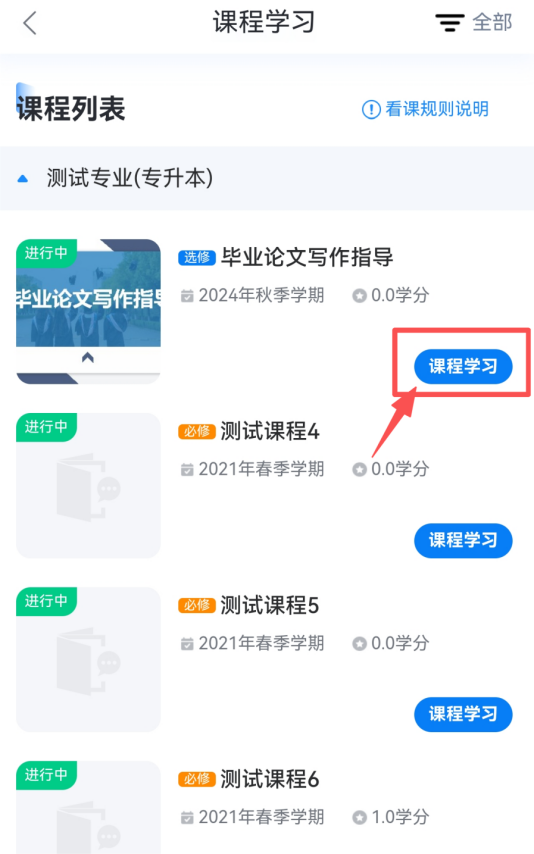 课程学习
全部
课程列表
看课规则说明
测试专业(专升本)
进行中
毕业论文写作指导
选修 毕业论文写作指导
2024年秋季学期 0.0学分
课程学习
进行中
必修 测试课程4
2021年春季学期 0.0学分
课程学习
进行中
必修 测试课程5
2021年春季学期 0.0学分
课程学习
进行中
必修 测试课程6
2021年春季学期 1.0学分